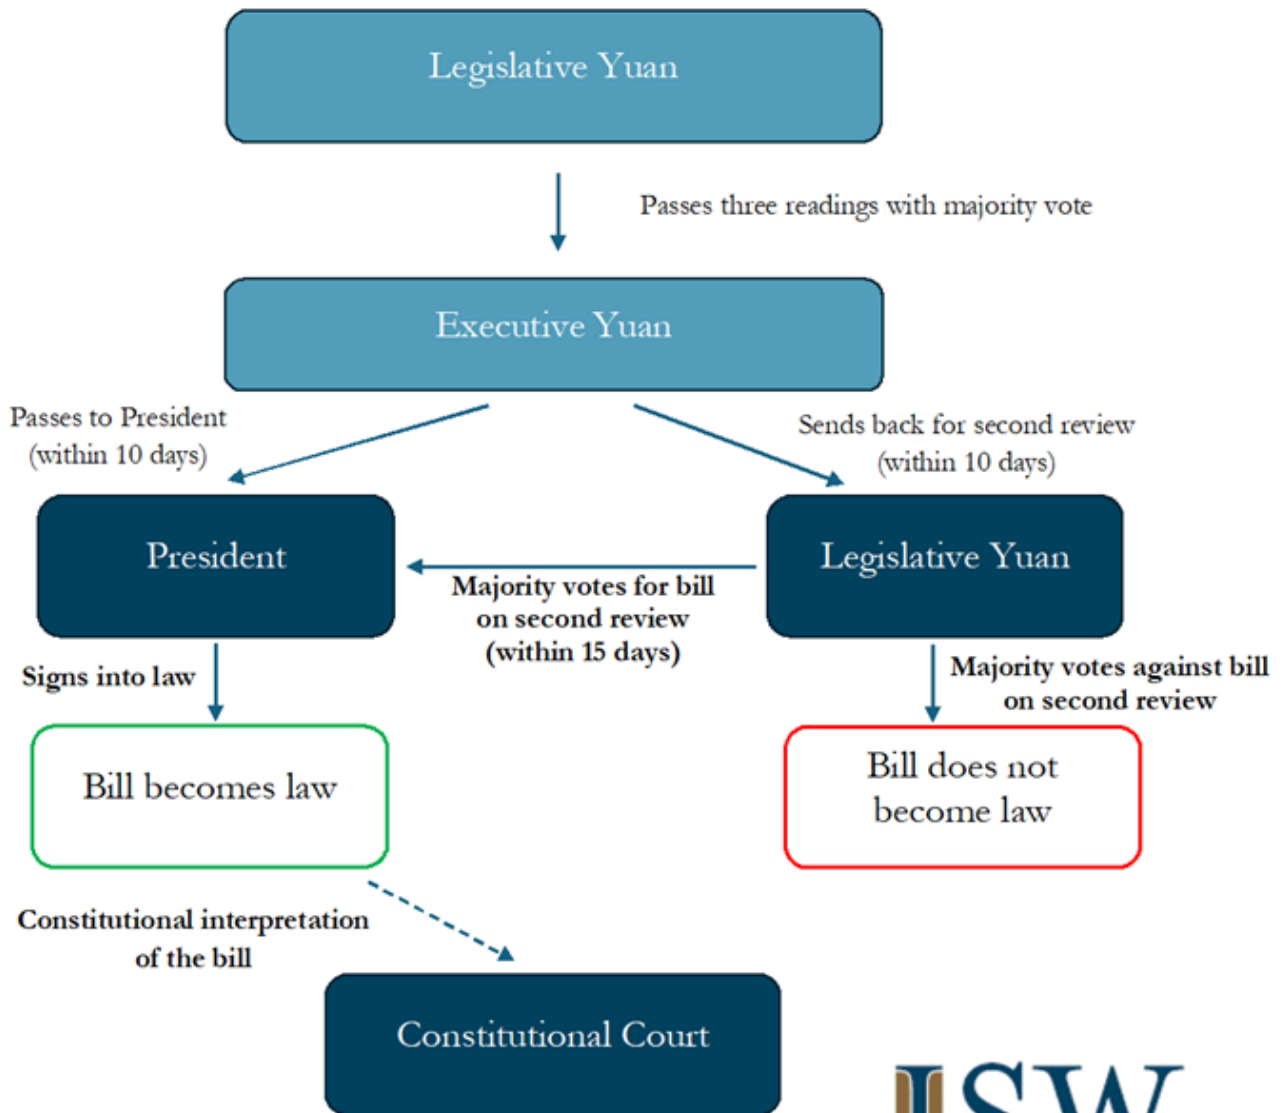 Legislative Yuan
Passes three readings with majority vote
Executive Yuan
Passes to President
(within 10 days)
Sends back for second review
(within 10 days)
President
Legislative Yuan
Majority votes for bill
on second review
(within 15 days)
Signs into law
Majority votes against bill
on second review
Bill becomes law
Bill does not
become law
Constitutional interpretation
of the bill
Constitutional Court
ISW